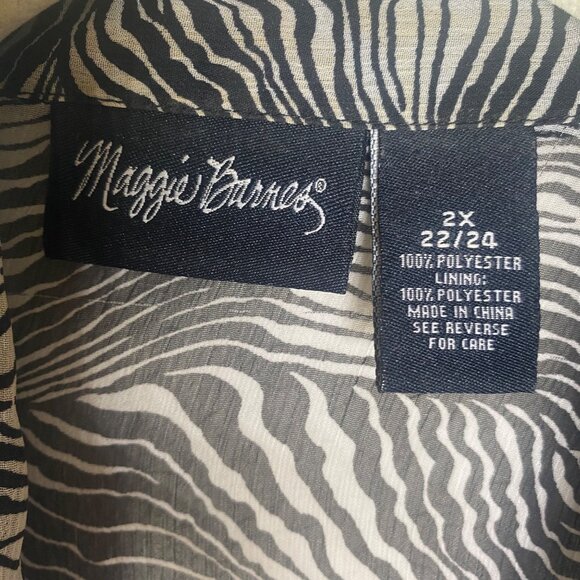 Maggie Barnes®
2X
22/24
100% POLYESTER
LINING:
100% POLYESTER
MADE IN CHINA
SEE REVERSE
FOR CARE